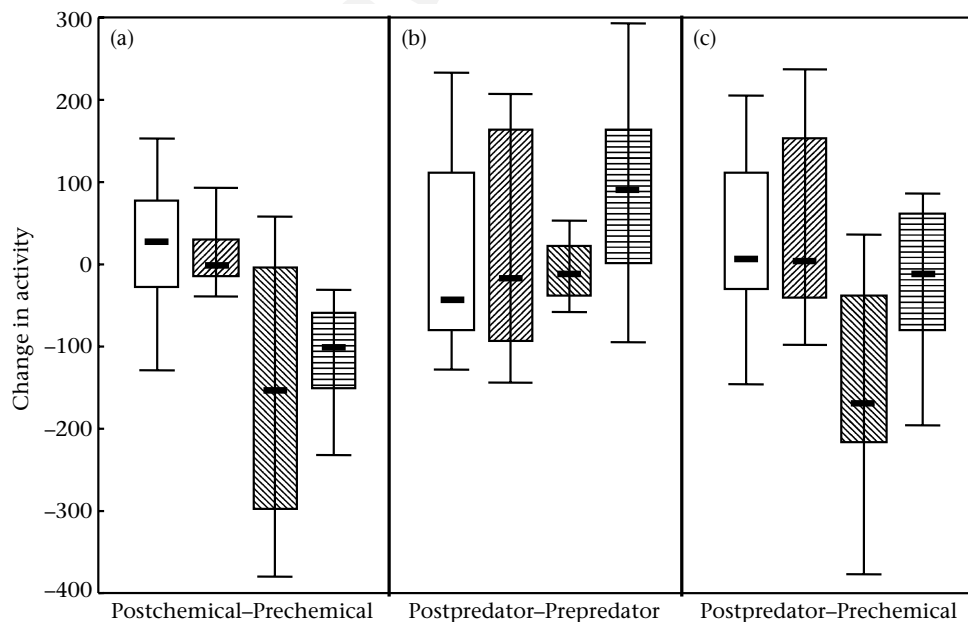 300
200
100
0
–100
–200
–300
–400
Change in activity
(a)
(b)
(c)
Postchemical–Prechemical
Postpredator–Prepredator
Postpredator–Prechemical